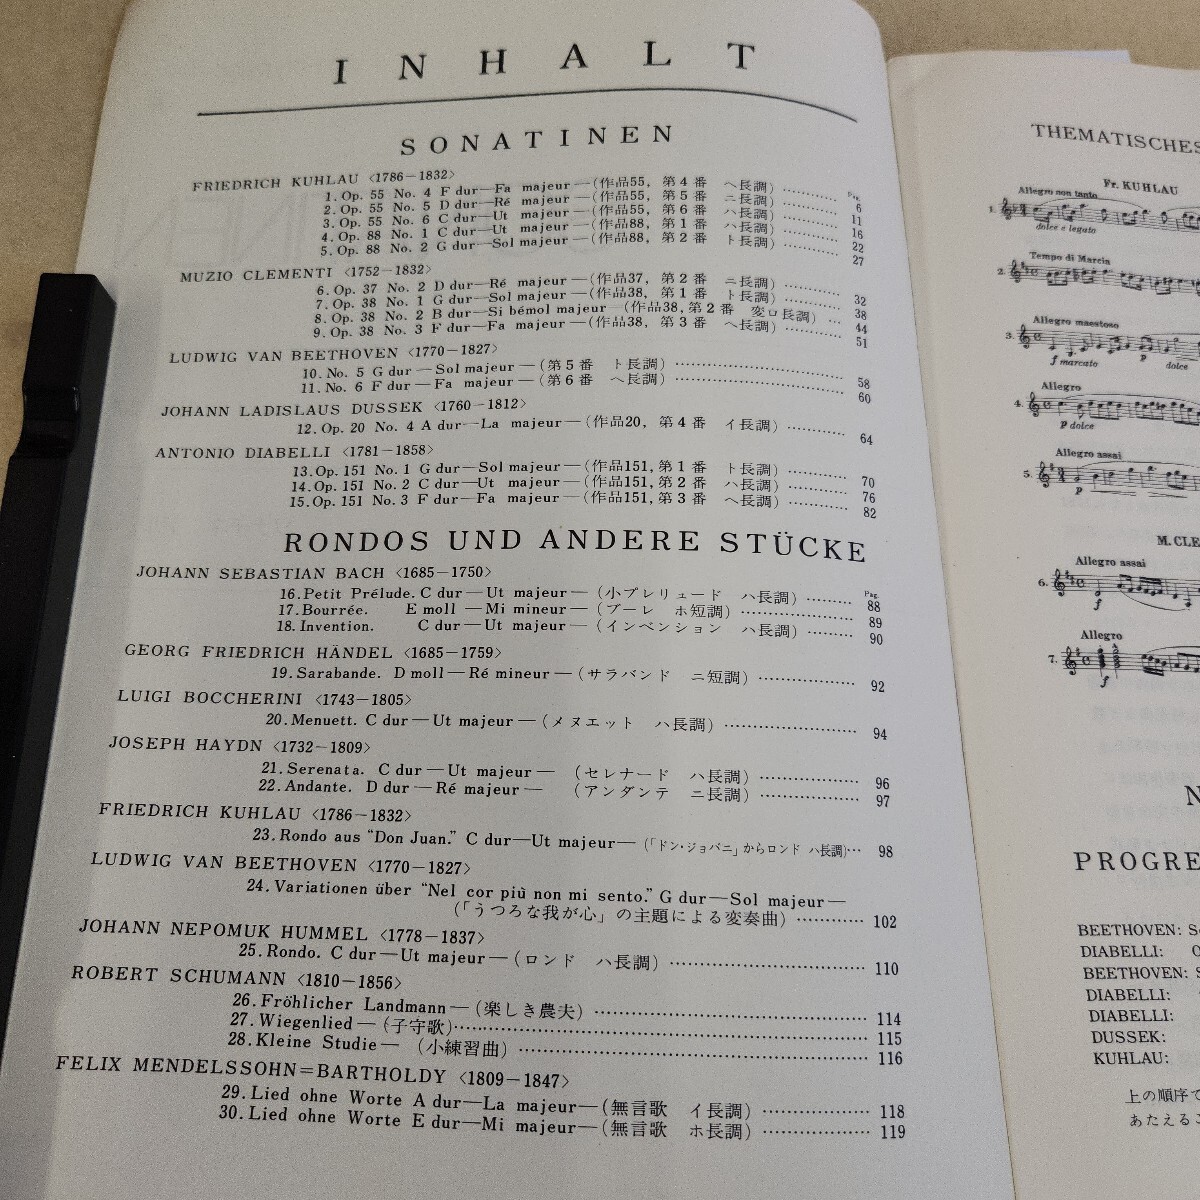 INHALT
SONATINEN
FRIEDRICH KUHLAU〈1786-1832〉
Pag.
1. Op. 55 No. 4 F dur—Fa majeur—(作品55, 第4番 ヘ長調) ………… 6
2. Op. 55 No. 5 D dur—Ré majeur—(作品55, 第5番 ニ長調) ………… 11
3. Op. 55 No. 6 C dur—Ut majeur—(作品55, 第6番 ハ長調) ………… 16
4. Op. 88 No. 1 C dur—Ut majeur—(作品88, 第1番 ハ長調) ………… 22
5. Op. 88 No. 2 G dur—Sol majeur—(作品88, 第2番 ト長調) ………… 27
MUZIO CLEMENTI〈1752-1832〉
6. Op. 37 No. 2 D dur—Ré majeur—(作品37, 第2番 ニ長調) ………… 32
7. Op. 38 No. 1 G dur—Sol majeur—(作品38, 第1番 ト長調) ………… 38
8. Op. 38 No. 2 B dur—Si bémol majeur—(作品38, 第2番 変ロ長調) … 44
9. Op. 38 No. 3 F dur—Fa majeur—(作品38, 第3番 ヘ長調) ………… 51
LUDWIG VAN BEETHOVEN〈1770-1827〉
10. No. 5 G dur—Sol majeur—(第5番 ト長調) ………… 58
11. No. 6 F dur—Fa majeur—(第6番 ヘ長調) ………… 60
JOHANN LADISLAUS DUSSEK〈1760-1812〉
12. Op. 20 No. 4 A dur—La majeur—(作品20, 第4番 イ長調) ………… 64
ANTONIO DIABELLI〈1781-1858〉
13. Op. 151 No. 1 G dur—Sol majeur—(作品151, 第1番 ト長調) ………… 70
14. Op. 151 No. 2 C dur—Ut majeur—(作品151, 第2番 ハ長調) ………… 76
15. Op. 151 No. 3 F dur—Fa majeur—(作品151, 第3番 ヘ長調) ………… 82
RONDOS UND ANDERE STÜCKE
JOHANN SEBASTIAN BACH〈1685-1750〉
Pag.
16. Petit Prélude. C dur—Ut majeur—(小プレリュード ハ長調) ……… 88
17. Bourrée. E moll—Mi mineur—(ブーレ ホ短調) ………… 89
18. Invention. C dur—Ut majeur—(インベンション ハ長調) ……… 90
GEORG FRIEDRICH HÄNDEL〈1685-1759〉
19. Sarabande. D moll—Ré mineur—(サラバンド ニ短調) ………… 92
LUIGI BOCCHERINI〈1743-1805〉
20. Menuett. C dur—Ut majeur—(メヌエット ハ長調) ………… 94
JOSEPH HAYDN〈1732-1809〉
21. Serenata. C dur—Ut majeur— (セレナード ハ長調) ………… 96
22. Andante. D dur—Ré majeur— (アンダンテ ニ長調) ………… 97
FRIEDRICH KUHLAU〈1786-1832〉
23. Rondo aus “Don Juan.” C dur—Ut majeur—(「ドン・ジョバニ」からロンド ハ長調)… 98
LUDWIG VAN BEETHOVEN〈1770-1827〉
24. Variationen über “Nel cor più non mi sento.” G dur—Sol majeur—
(「うつろな我が心」の主題による変奏曲) ………… 102
JOHANN NEPOMUK HUMMEL〈1778-1837〉
25. Rondo. C dur—Ut majeur—(ロンド ハ長調) ………… 110
ROBERT SCHUMANN〈1810-1856〉
26. Fröhlicher Landmann—(楽しき農夫) ………… 114
27. Wiegenlied—(子守歌) ………… 115
28. Kleine Studie— (小練習曲) ………… 116
FELIX MENDELSSOHN=BARTHOLDY〈1809-1847〉
29. Lied ohne Worte A dur—La majeur—(無言歌 イ長調) ………… 118
30. Lied ohne Worte E dur—Mi majeur—(無言歌 ホ長調) ………… 119
THEMATISCHES
Fr. KUHLAU
Allegro non tanto
1.
dolce e legato
Tempo di Marcia
2.
Allegro maestoso
3.
f marcato p dolce
Allegro
4.
p dolce
Allegro assai
5.
p
M. CLE
Allegro assai
6.
f
Allegro
7.
f
N
PROGRE
BEETHOVEN: S
DIABELLI:
BEETHOVEN: S
DIABELLI:
DIABELLI:
DUSSEK:
KUHLAU:
上の順序で
あたえるこ